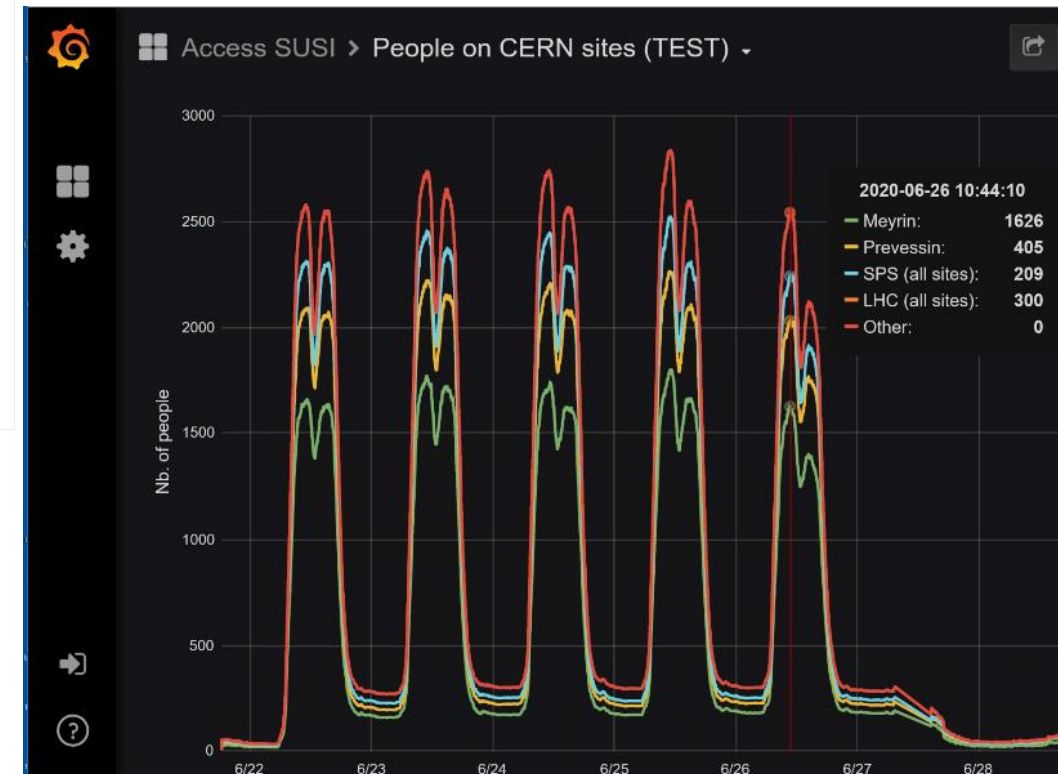 Access SUSI > People on CERN sites (TEST)
3000
2500
2000
1500
1000
500
0
Nb. of people
2020-06-26 10:44:10
Meyrin: 1626
Prevessin: 405
SPS (all sites): 209
LHC (all sites): 300
Other: 0
6/22 6/23 6/24 6/25 6/26 6/27 6/28